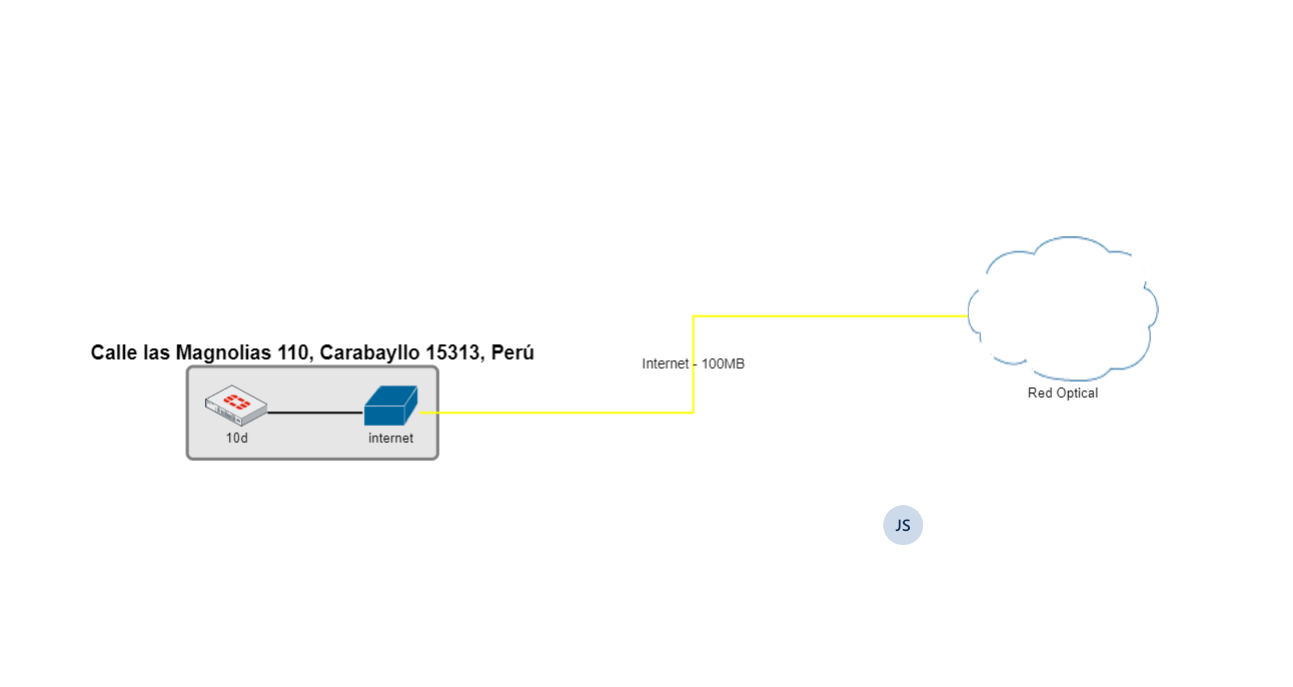 Calle las Magnolias 110, Carabayllo 15313, Perú
Internet - 100MB
Red Optical
10d
internet
JS